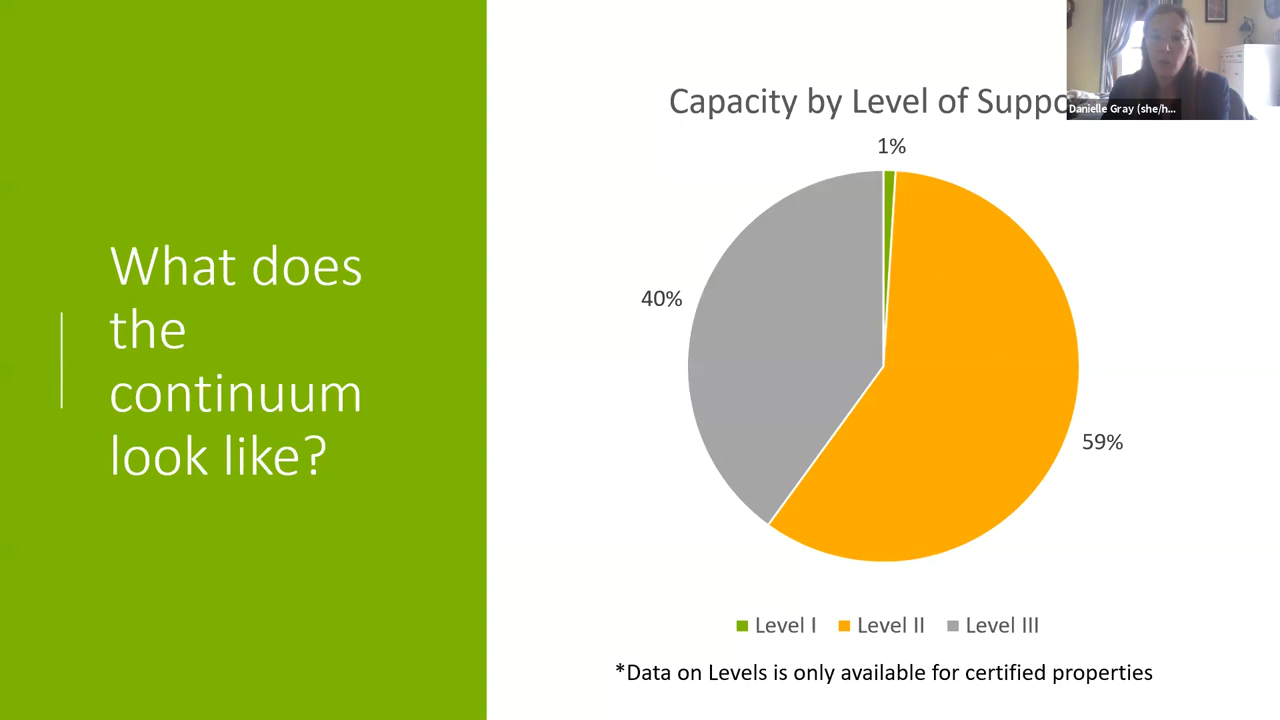 What does
the
continuum
look like?
Capacity by Level of Suppo
Danielle Gray (she/h...
1%
40%
59%
Level I Level II Level III
*Data on Levels is only available for certified properties